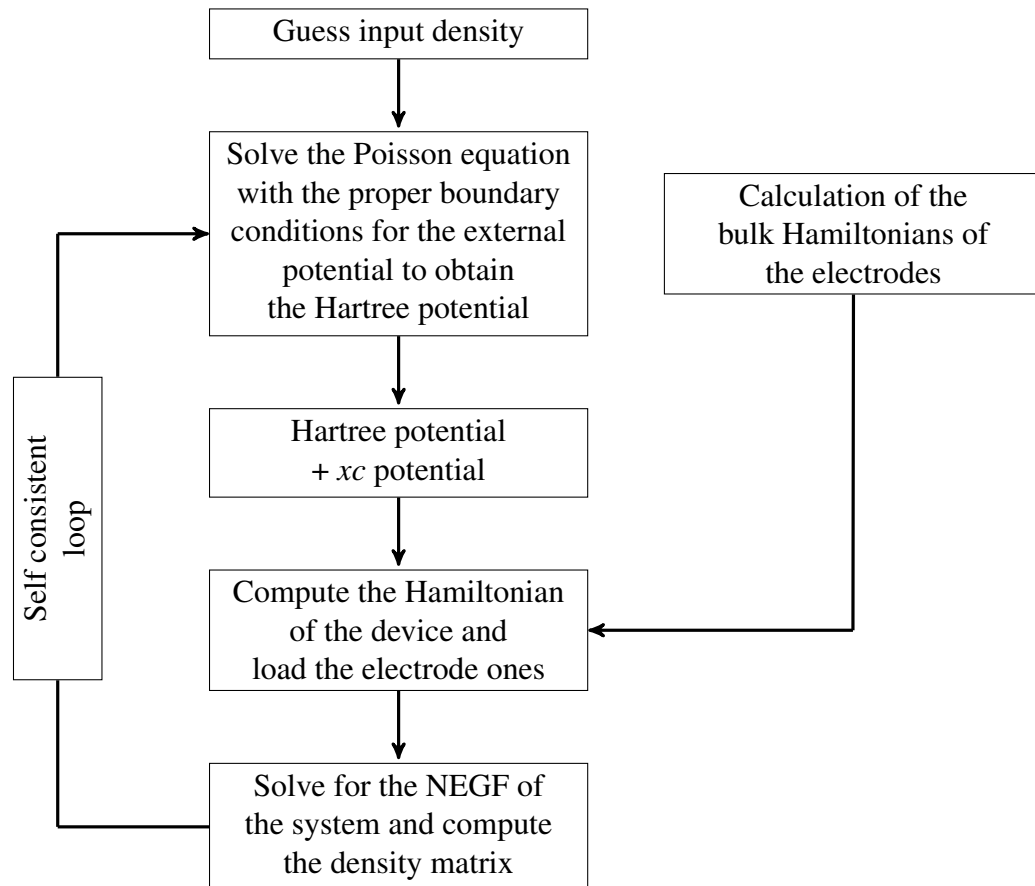 Guess input density
Solve the Poisson equation
with the proper boundary
conditions for the external
potential to obtain
the Hartree potential
Calculation of the
bulk Hamiltonians of
the electrodes
Hartree potential
+ xc potential
Self consistent
loop
Compute the Hamiltonian
of the device and
load the electrode ones
Solve for the NEGF of
the system and compute
the density matrix